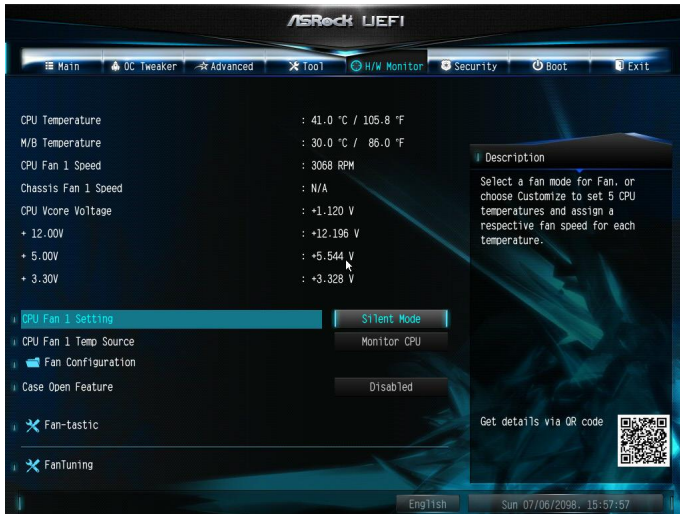 ASRock UEFI
Main OC Tweaker Advanced Tool H/W Monitor Security Boot Exit
CPU Temperature : 41.0 °C / 105.8 °F
M/B Temperature : 30.0 °C / 86.0 °F
CPU Fan 1 Speed : 3068 RPM
Chassis Fan 1 Speed : N/A
CPU Vcore Voltage : +1.120 V
+ 12.00V : +12.196 V
+ 5.00V : +5.544 V
+ 3.30V : +3.328 V
CPU Fan 1 Setting Silent Mode
CPU Fan 1 Temp Source Monitor CPU
Fan Configuration
Case Open Feature Disabled
Fan-tastic
FanTuning
Description
Select a fan mode for Fan, or
choose Customize to set 5 CPU
temperatures and assign a
respective fan speed for each
temperature.
Get details via QR code
English Sun 07/06/2098, 15:57:57